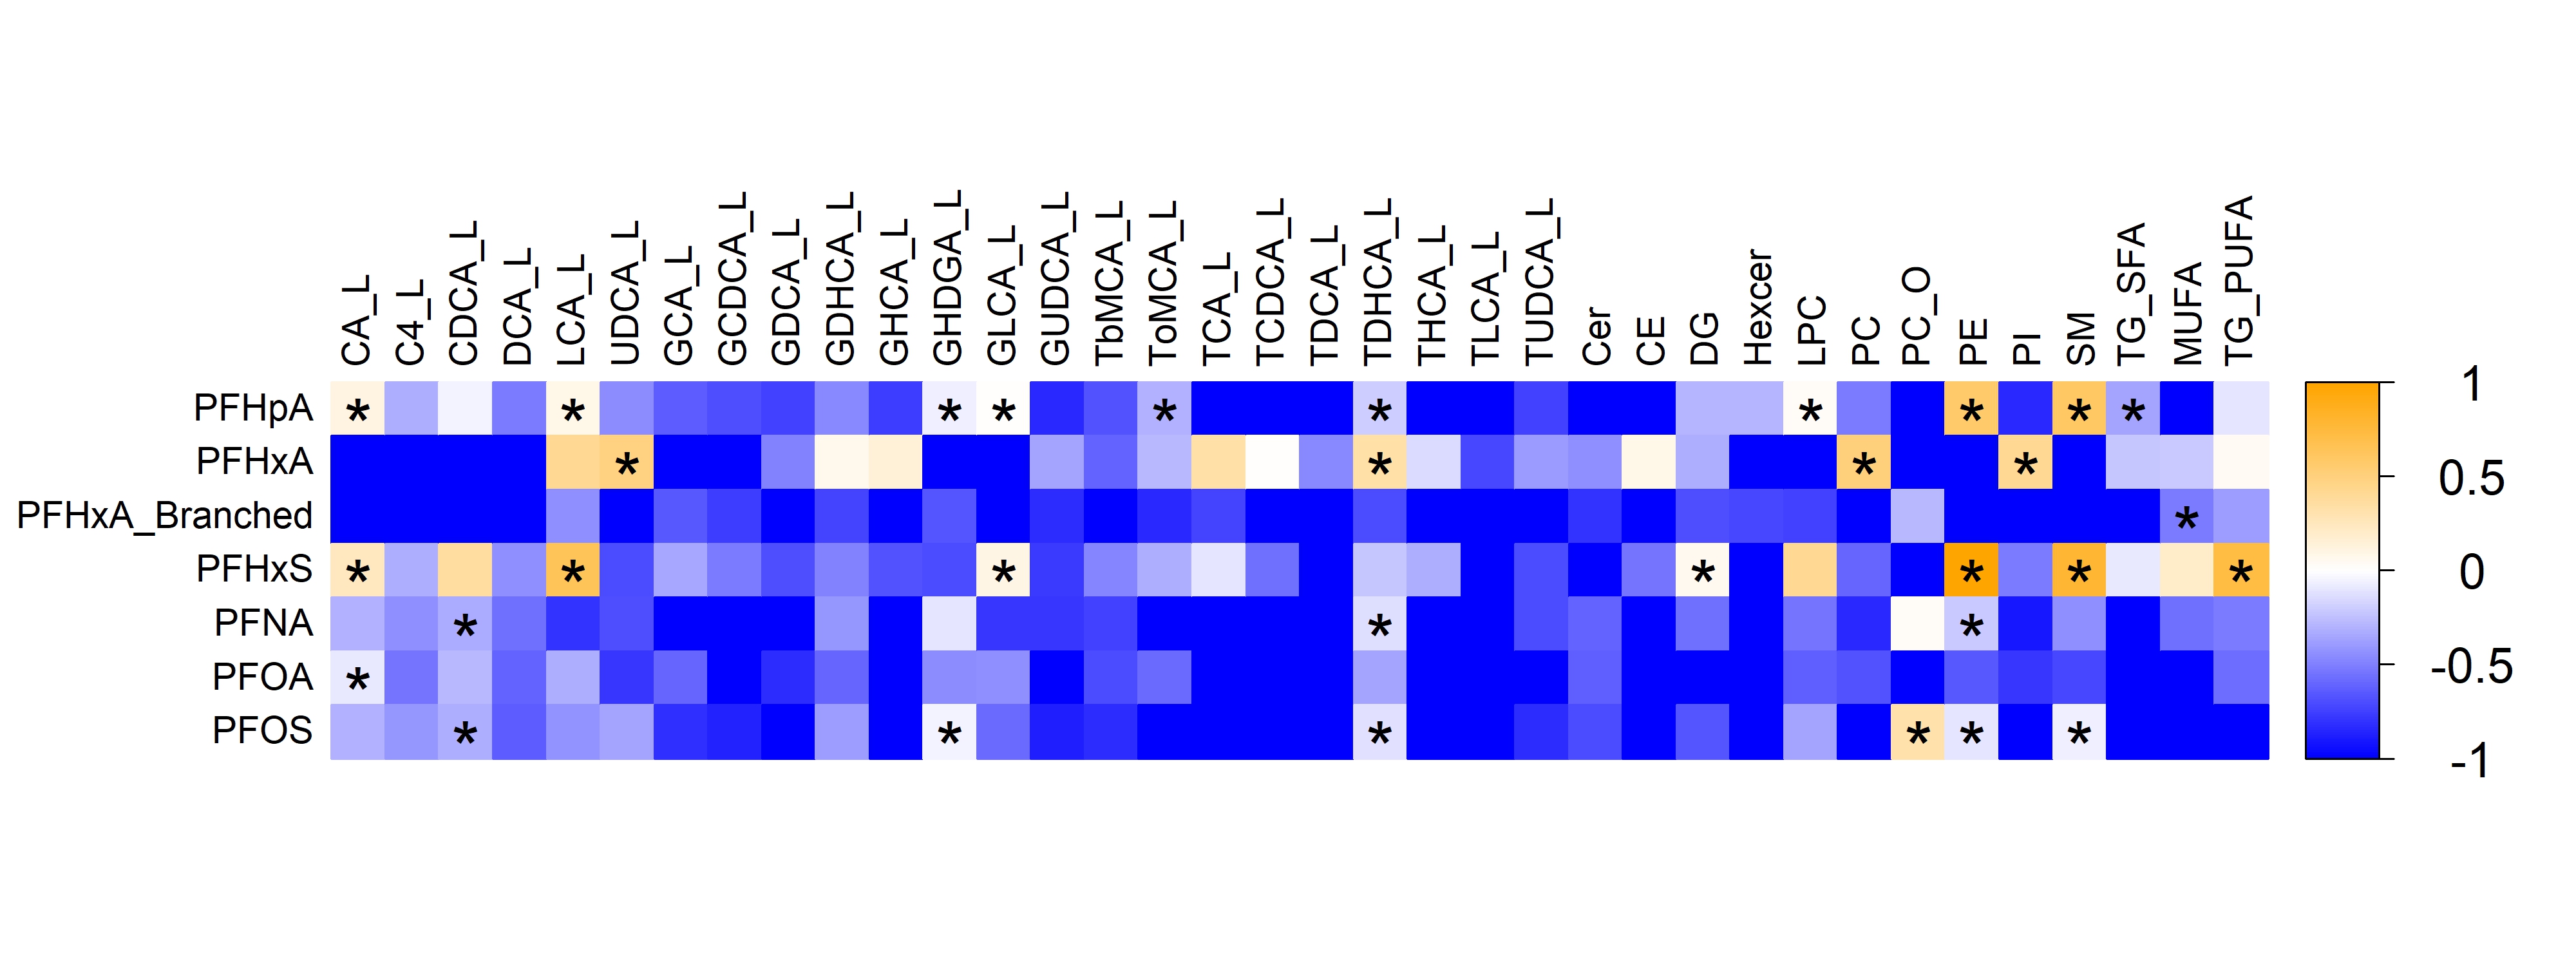 CA_L C4_L CDCA_L DCA_L LCA_L UDCA_L GCA_L GCDCA_L GDCA_L GDHCA_L GHCA_L GHDGA_L GLCA_L GUDCA_L TbMCA_L ToMCA_L TCA_L TCDCA_L TDCA_L TDHCA_L THCA_L TLCA_L TUDCA_L Cer CE DG Hexcer LPC PC PC_O PE PI SM TG_SFA MUFA TG_PUFA
PFHpA * * * * * * * * * *
PFHxA * * * *
PFHxA_Branched *
PFHxS * * * * * * *
PFNA * * *
PFOA *
PFOS * * * * * *
1
0.5
0
-0.5
-1